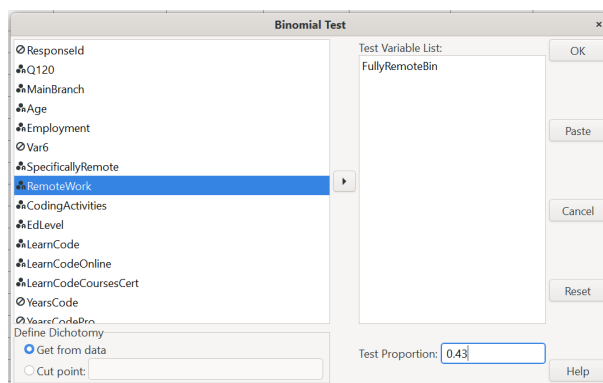 Binomial Test
×
ResponseId
Q120
MainBranch
Age
Employment
Var6
SpecificallyRemote
RemoteWork
CodingActivities
EdLevel
LearnCode
LearnCodeOnline
LearnCodeCoursesCert
YearsCode
YearsCodePro
Define Dichotomy
Get from data
Cut point:
Test Variable List:
FullyRemoteBin
Test Proportion: 0.43
OK
Paste
Cancel
Reset
Help